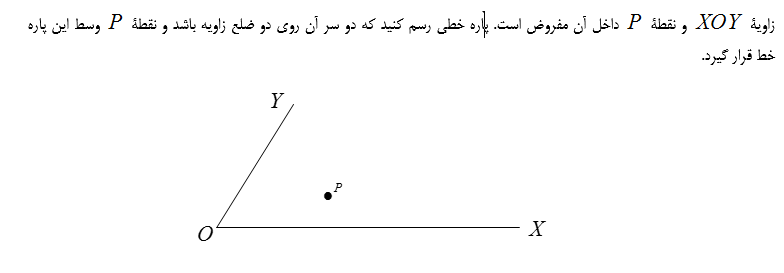 زاویهٔ XOY و نقطهٔ P داخل آن مفروض است. پاره خطی رسم کنید که دو سر آن روی دو ضلع زاویه باشد و نقطهٔ P وسط این پاره
خط قرار گیرد.
Y
P
O
X